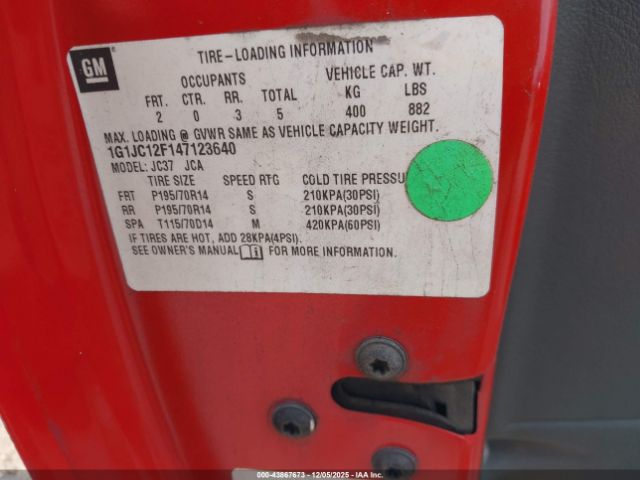 GM
TIRE-LOADING INFORMATION
OCCUPANTS VEHICLE CAP. WT.
FRT. CTR. RR. TOTAL KG LBS
2 0 3 5 400 882
MAX. LOADING @ GVWR SAME AS VEHICLE CAPACITY WEIGHT.
1G1JC12F147123640
MODEL: JC37 JCA
TIRE SIZE SPEED RTG COLD TIRE PRESSU
FRT P195/70R14 S 210KPA(30PSI)
RR P195/70R14 S 210KPA(30PSI)
SPA T115/70D14 M 420KPA(60PSI)
IF TIRES ARE HOT, ADD 28KPA(4PSI).
SEE OWNER'S MANUAL i FOR MORE INFORMATION.
000-43867673 - 12/05/2025 - IAA Inc.